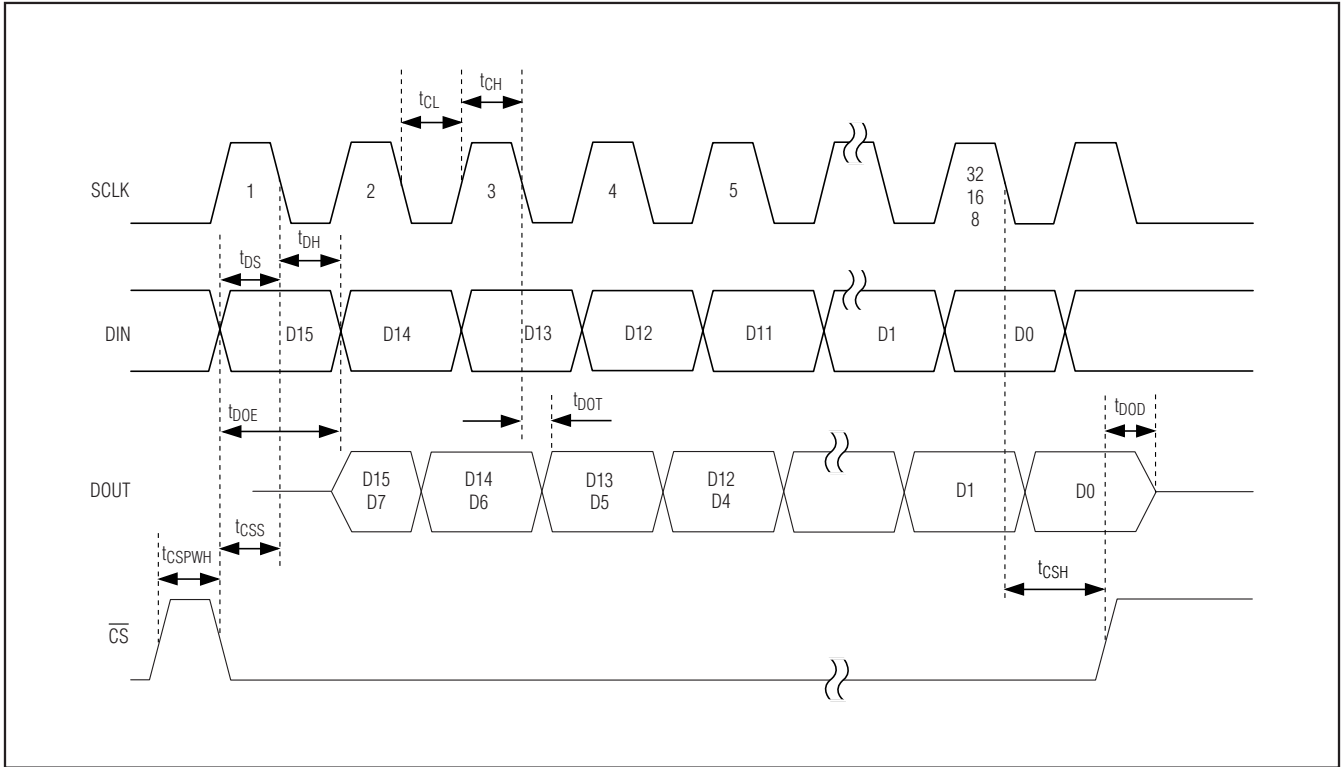 tCH
tCL
SCLK
1
2
3
4
5
32
16
8
tDH
tDS
DIN
D15
D14
D13
D12
D11
D1
D0
tDOE
tDOT
tDOD
DOUT
D15
D7
D14
D6
D13
D5
D12
D4
D1
D0
tCSS
tCSPWH
tCSH
CS